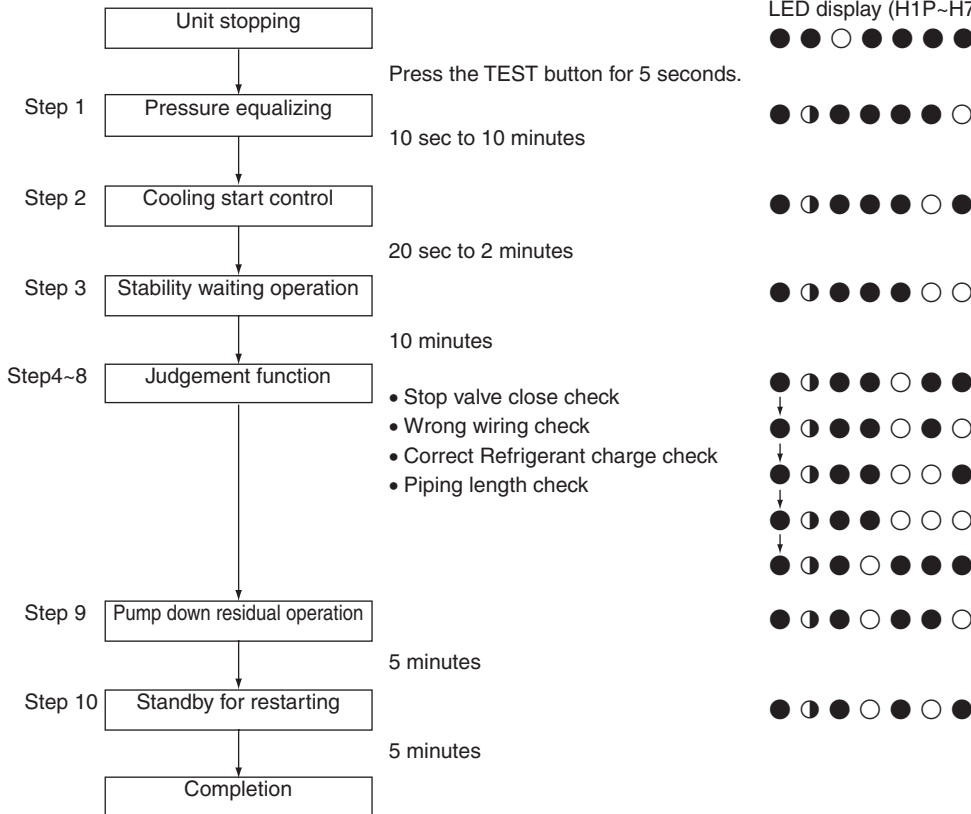 LED display (H1P~H7
Unit stopping
Press the TEST button for 5 seconds.
Step 1
Pressure equalizing
10 sec to 10 minutes
Step 2
Cooling start control
20 sec to 2 minutes
Step 3
Stability waiting operation
10 minutes
Step4~8
Judgement function
• Stop valve close check
• Wrong wiring check
• Correct Refrigerant charge check
• Piping length check
Step 9
Pump down residual operation
5 minutes
Step 10
Standby for restarting
5 minutes
Completion